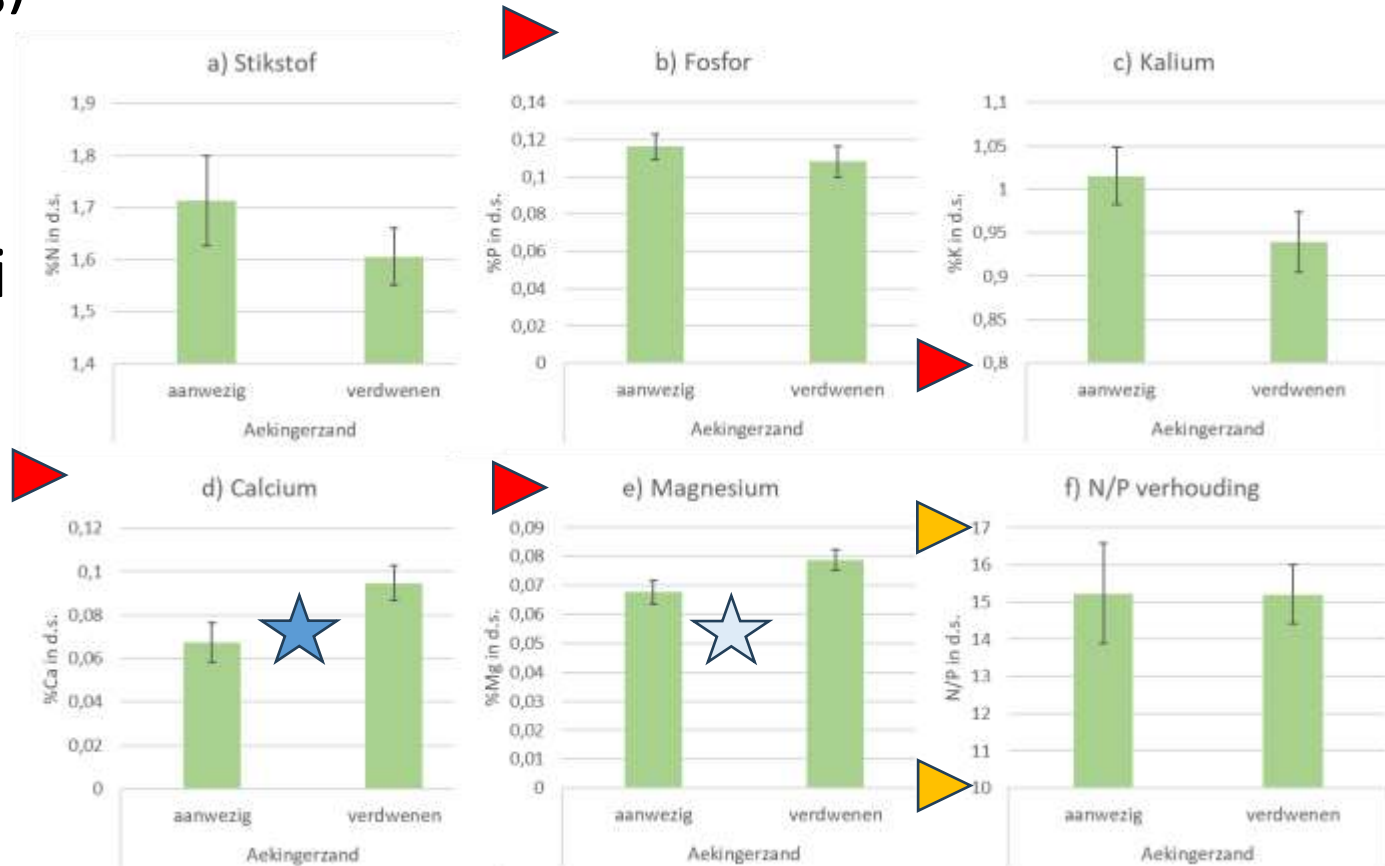 a) Stikstof
%N in d.s.
1,9
1,8
1,7
1,6
1,5
1,4
aanwezig
verdwenen
Aekingerzand
b) Fosfor
%P in d.s.
0,14
0,12
0,1
0,08
0,06
0,04
0,02
0
aanwezig
verdwenen
Aekingerzand
c) Kalium
%K in d.s.
1,1
1,05
1
0,95
0,9
0,85
0,8
aanwezig
verdwenen
Aekingerzand
d) Calcium
%Ca in d.s.
0,12
0,1
0,08
0,06
0,04
0,02
0
aanwezig
verdwenen
Aekingerzand
e) Magnesium
%Mg in d.s.
0,09
0,08
0,07
0,06
0,05
0,04
0,03
0,02
0,01
0
aanwezig
verdwenen
Aekingerzand
f) N/P verhouding
N/P in d.s.
17
16
15
14
13
12
11
10
aanwezig
verdwenen
Aekingerzand